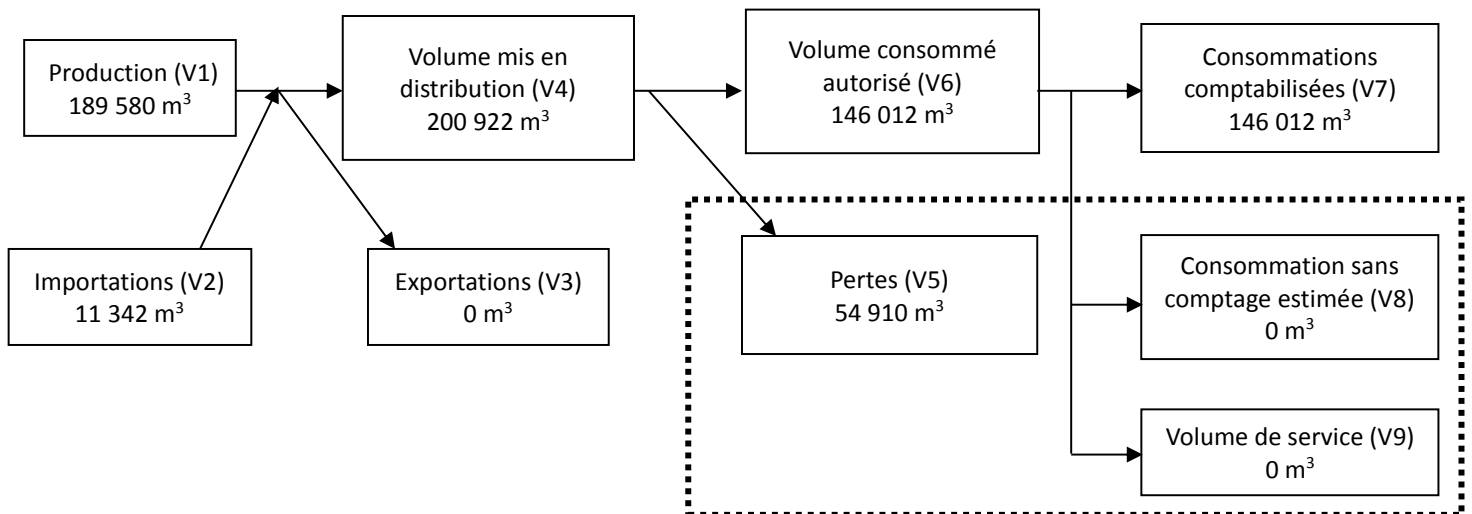 Production (V1)
189 580 m³
Volume mis en
distribution (V4)
200 922 m³
Volume consommé
autorisé (V6)
146 012 m³
Consommations
comptabilisées (V7)
146 012 m³
Importations (V2)
11 342 m³
Exportations (V3)
0 m³
Pertes (V5)
54 910 m³
Consommation sans
comptage estimée (V8)
0 m³
Volume de service (V9)
0 m³